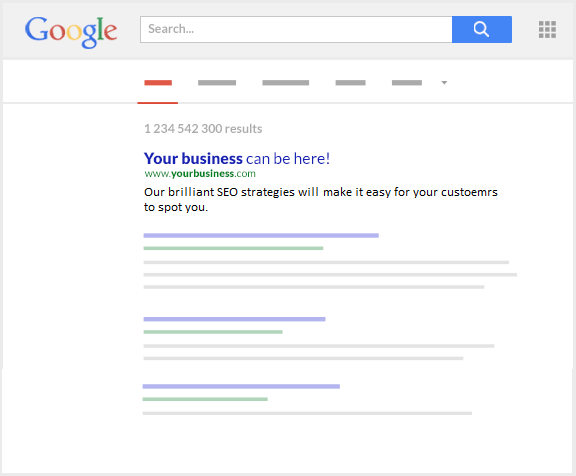 Google
Search...
1 234 542 300 results
Your business can be here!
www.yourbusiness.com
Our brilliant SEO strategies will make it easy for your custoemrs
to spot you.